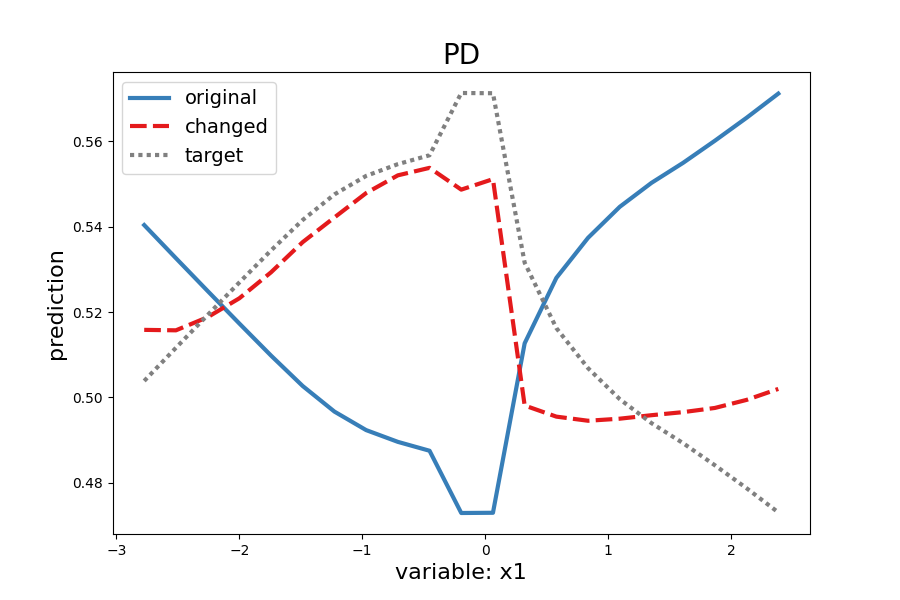 PD
original
changed
target
prediction
0.56
0.54
0.52
0.50
0.48
−3
−2
−1
0
1
2
variable: x1